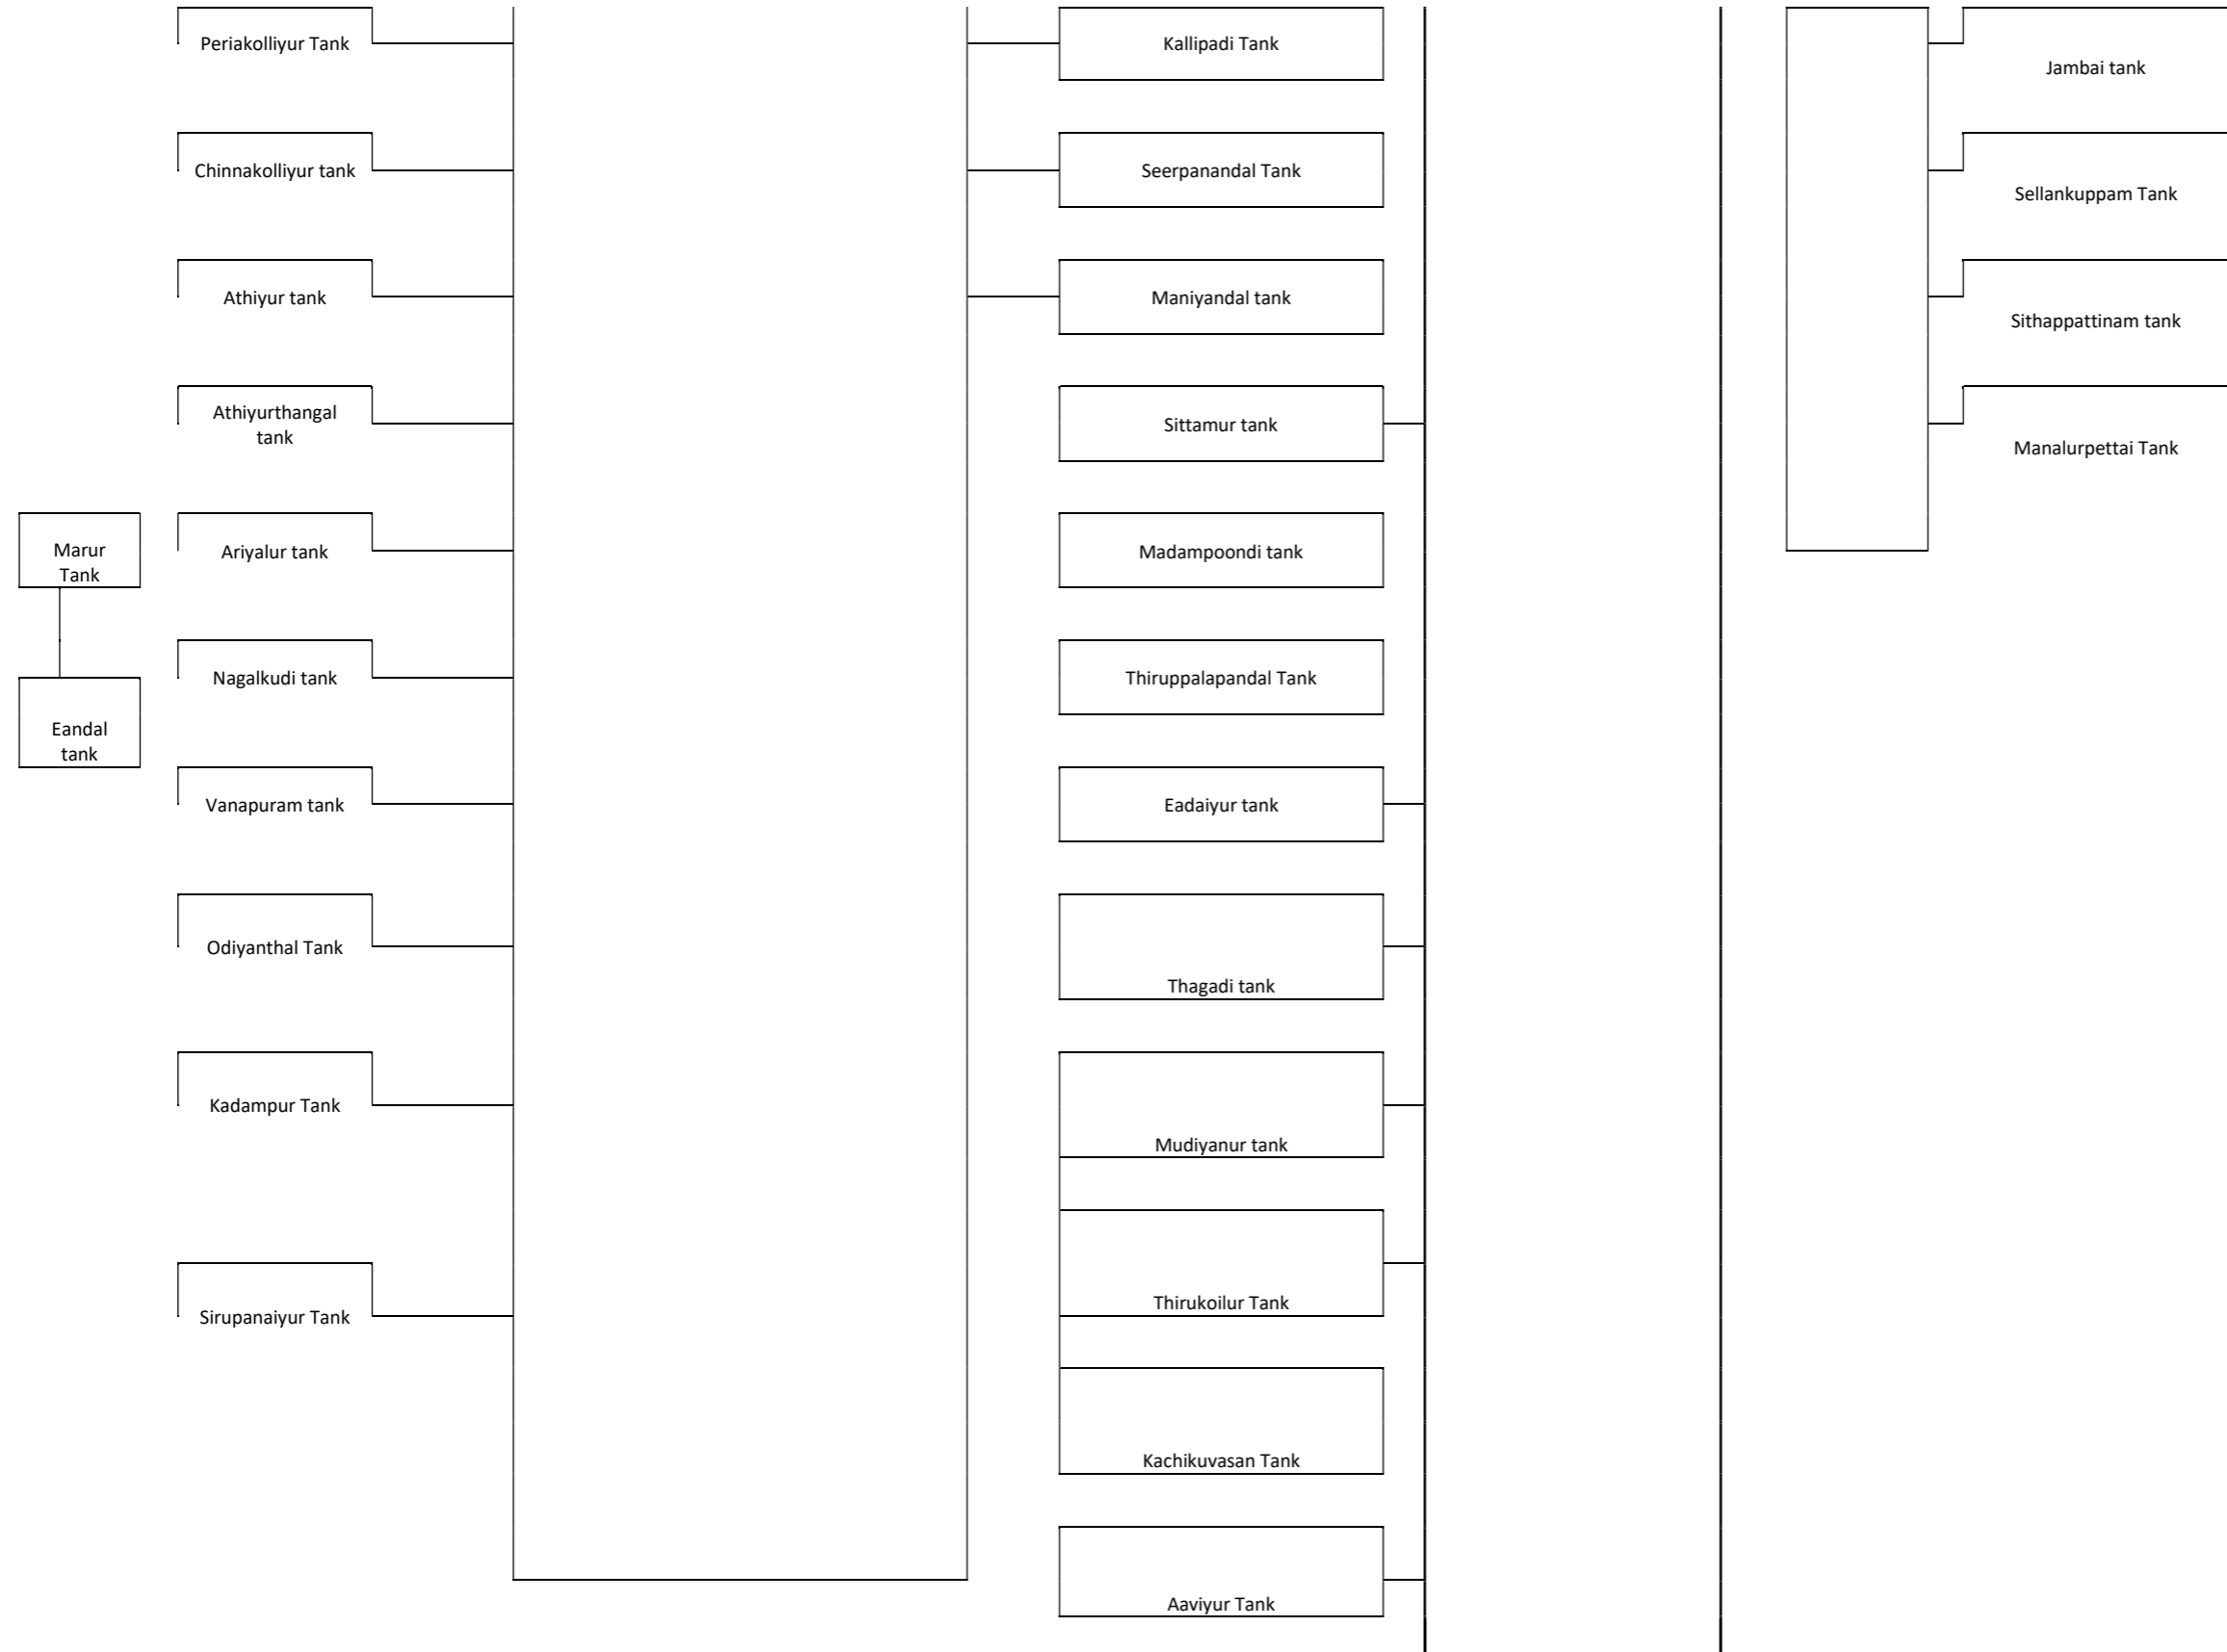 Periakolliyur Tank
Kallipadi Tank
Jambai tank
Chinnakolliyur tank
Seerpanandal Tank
Sellankuppam Tank
Athiyur tank
Maniyandal tank
Sithappattinam tank
Athiyurthangal
tank
Sittamur tank
Manalurpettai Tank
Marur
Tank
Ariyalur tank
Madampoondi tank
Nagalkudi tank
Thiruppalapandal Tank
Eandal
tank
Vanapuram tank
Eadaiyur tank
Odiyanthal Tank
Thagadi tank
Kadampur Tank
Mudiyanur tank
Sirupanaiyur Tank
Thirukoilur Tank
Kachikuvasan Tank
Aaviyur Tank